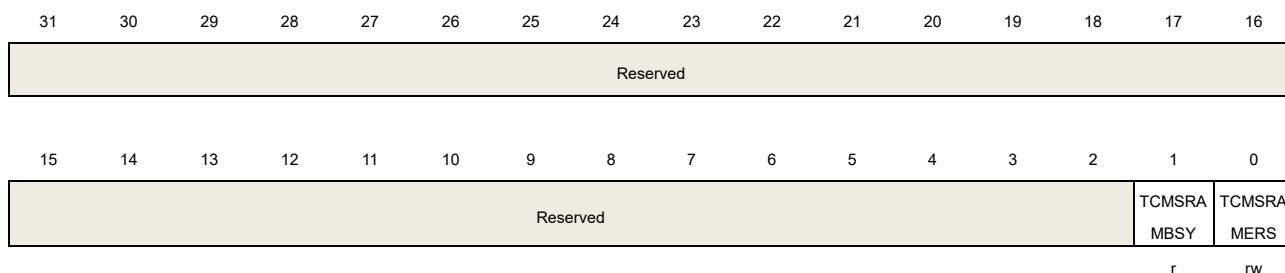 31 30 29 28 27 26 25 24 23 22 21 20 19 18 17 16
Reserved
15 14 13 12 11 10 9 8 7 6 5 4 3 2 1 0
Reserved
TCMSRA TCMSRA
MBSY MERS
r rw